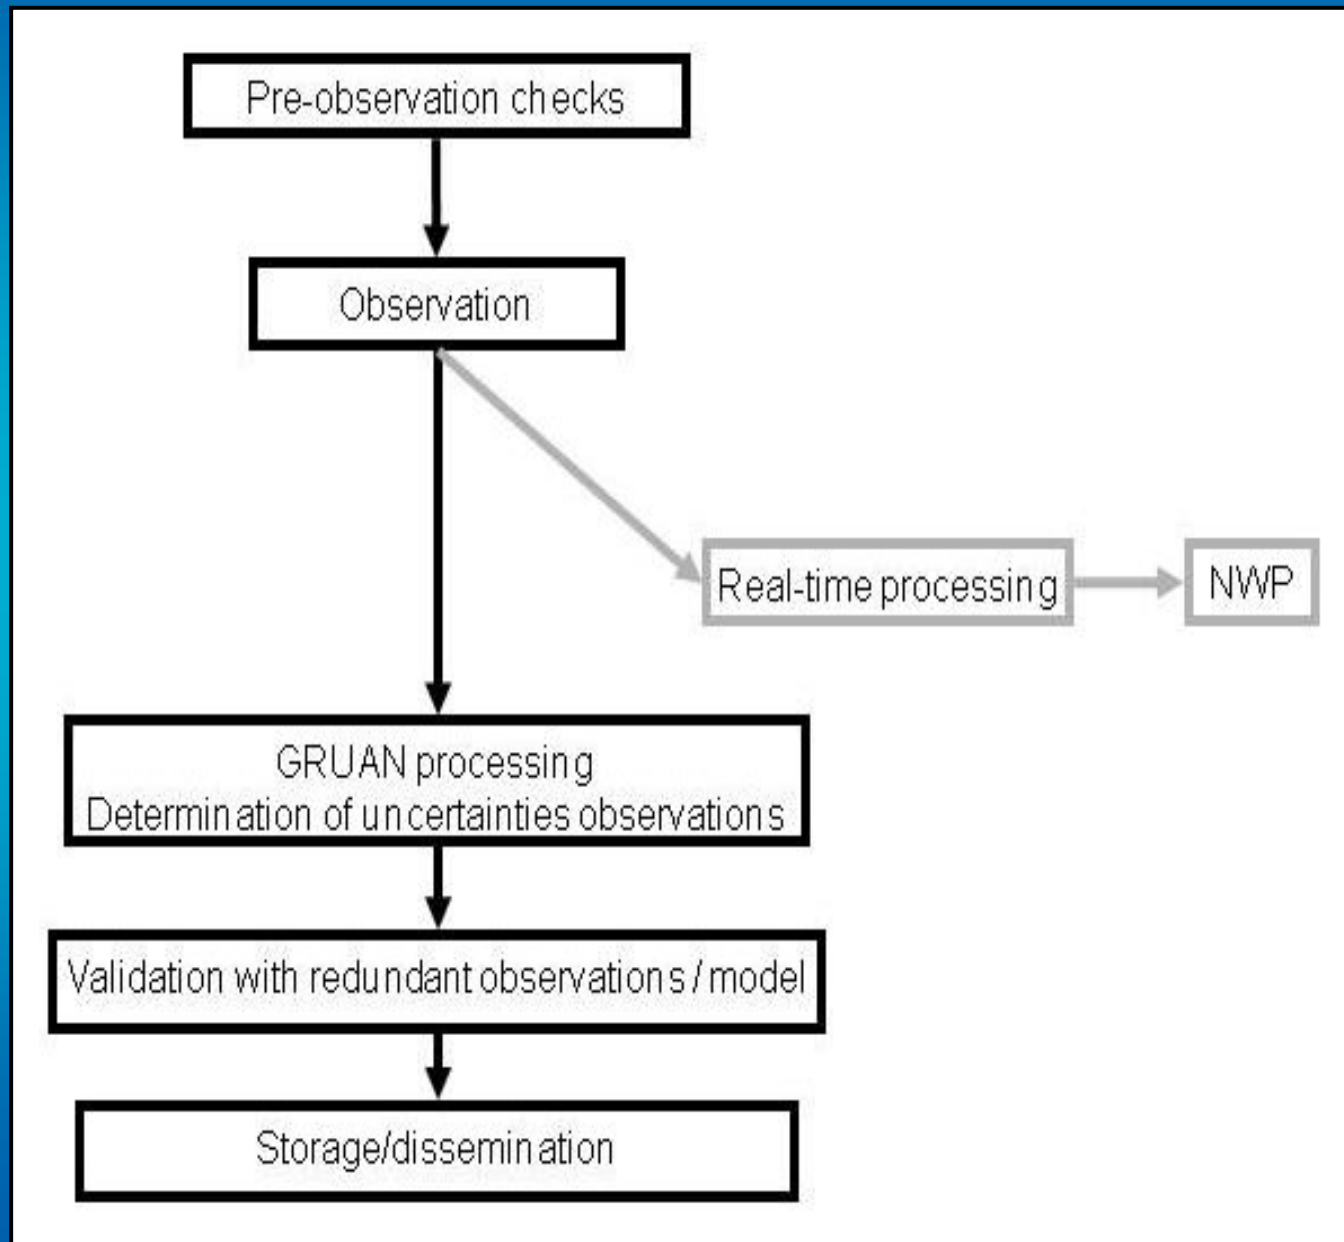 Pre-observation checks
Observation
Real-time processing
NWP
GRUAN processing
Determination of uncertainties observations
Validation with redundant observations / model
Storage/dissemination